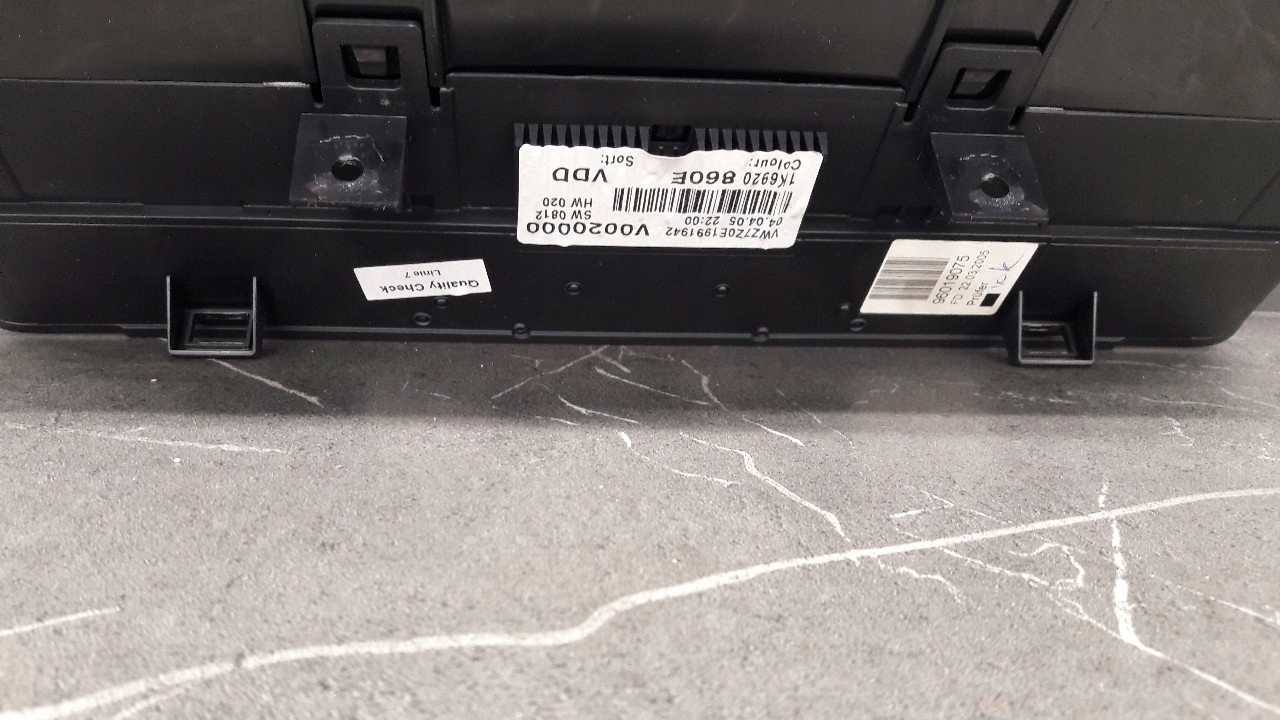 VWZ7Z0E1991942 V0020000
04.04.05 22:00 SW 0812
HW 020
1K6920 860E VDD
Colour: Sort:
Quality Check
Linie 7
96019075
FD 22.03.2005
Prüfer